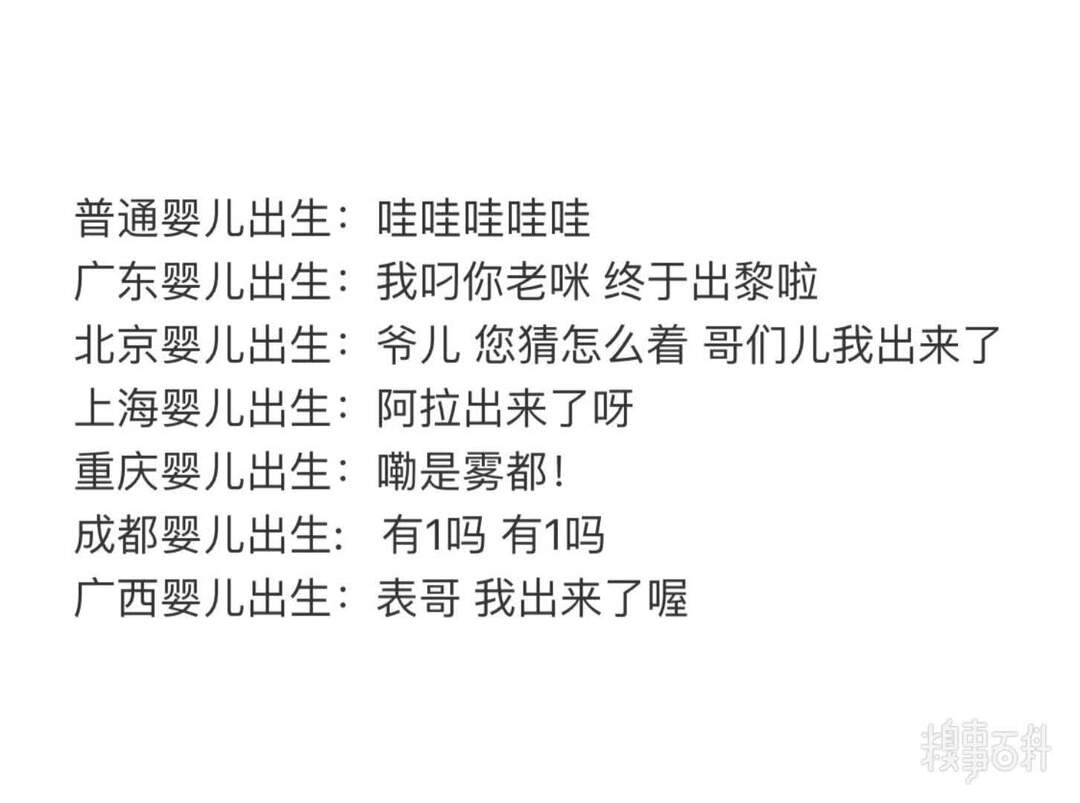 普通婴儿出生：哇哇哇哇哇
广东婴儿出生：我叼你老咪 终于出黎啦
北京婴儿出生：爷儿 您猜怎么着 哥们儿我出来了
上海婴儿出生：阿拉出来了呀
重庆婴儿出生：嘞是雾都！
成都婴儿出生: 有1吗 有1吗
广西婴儿出生：表哥 我出来了喔
糗事百科